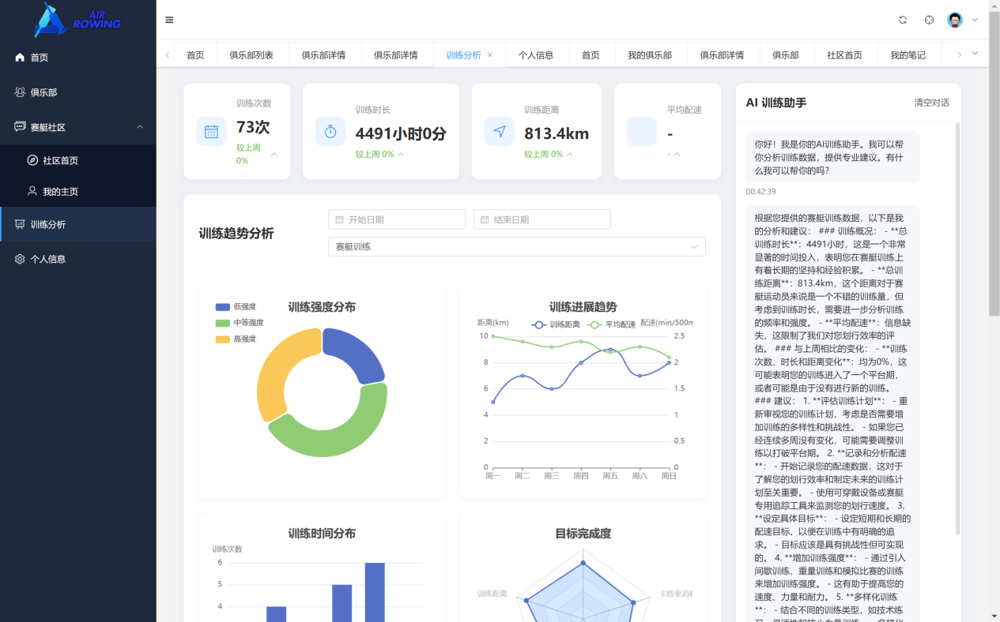 AIR
ROWING
首页
俱乐部
赛艇社区
社区首页
我的主页
训练分析
个人信息
首页
俱乐部列表
俱乐部详情
俱乐部详情
训练分析 ×
个人信息
首页
我的俱乐部
俱乐部详情
俱乐部
社区首页
我的笔记
训练次数
73次
较上周
0%
训练时长
4491小时0分
较上周 0%
训练距离
813.4km
较上周 0%
平均配速
-
-
训练趋势分析
开始日期
结束日期
赛艇训练
训练强度分布
低强度
中等强度
高强度
训练进展趋势
距离(km)
训练距离
平均配速
配速(min/500m
10
8
6
4
2
0
2.5
2
1.5
1
0.5
0
周一
周二
周三
周四
周五
周六
周日
训练时间分布
训练次数
6
5
4
目标完成度
训练距离
卡路里消耗
AI 训练助手
清空对话
你好！我是你的AI训练助手。我可以帮
你分析训练数据，提供专业建议。有什
么我可以帮你的吗?
00:42:39
根据您提供的赛艇训练数据，以下是我
的分析和建议： ### 训练概况： - **总
训练时长**：4491小时，这是一个非常
显著的时间投入，表明您在赛艇训练上
有着长期的坚持和经验积累。 - **总训
练距离**：813.4km，这个距离对于赛
艇运动员来说是一个不错的训练量，但
考虑到训练时长，需要进一步分析训练
的频率和强度。 - **平均配速**：信息缺
失，这限制了我们对您划行效率的评
估。 ### 与上周相比的变化： - **训练
次数、时长和距离变化**：均为0%，这
可能表明您的训练进入了一个平台期，
或者可能是由于没有进行新的训练。
### 建议： 1. **评估训练计划**： - 重
新审视您的训练计划，考虑是否需要增
加训练的多样性和挑战性。 - 如果您已
经连续多周没有变化，可能需要调整训
练以打破平台期。 2. **记录和分析配速
**： - 开始记录您的配速数据，这对于
了解您的划行效率和制定未来的训练计
划至关重要。 - 使用可穿戴设备或赛艇
专用追踪工具来监测您的划行速度。 3.
**设定具体目标**： - 设定短期和长期的
配速目标，以便在训练中有明确的追
求。 - 目标应该是具有挑战性但可实现
的。 4. **增加训练强度**： - 通过引入
间歇训练、重量训练和模拟比赛的训练
来增加训练强度。 - 这有助于提高您的
速度、力量和耐力。 5. **多样化训练
**： - 结合不同的训练类型，如技术练